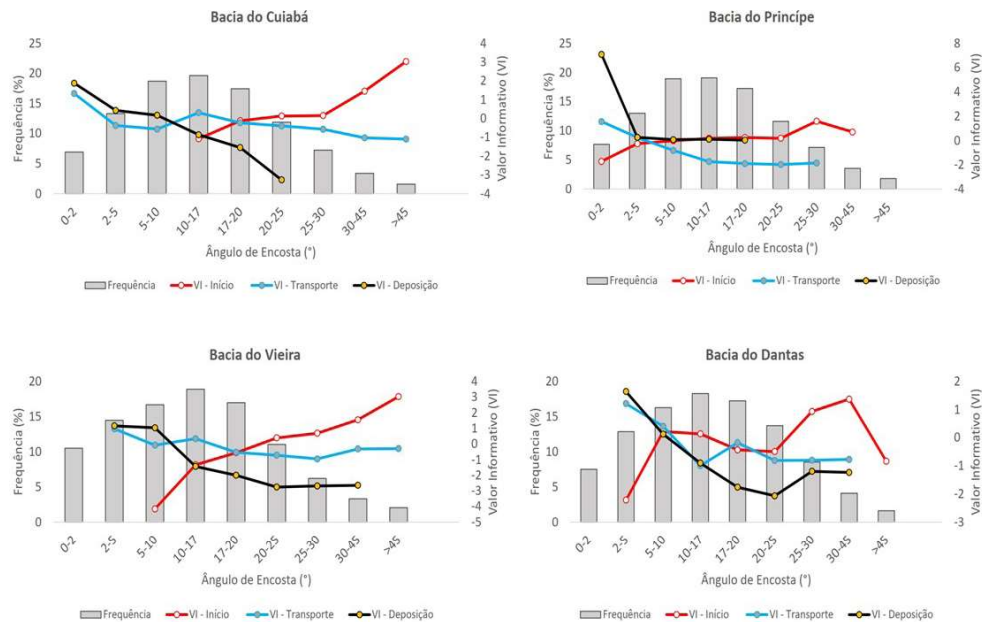 Bacia do Cuiabá
25
20
15
10
5
0
Frequência (%)
4
3
2
1
0
-1
-2
-3
-4
Valor Informativo (VI)
0-2 2-5 5-10 10-17 17-20 20-25 25-30 30-45 >45
Ângulo de Encosta (°)
Frequência VI - Início VI - Transporte VI - Deposição
Bacia do Princípe
25
20
15
10
5
0
Frequência (%)
8
6
4
2
0
-2
-4
Valor Informativo (VI)
0-2 2-5 5-10 10-17 17-20 20-25 25-30 30-45 >45
Ângulo de Encosta (°)
Frequência VI - Início VI - Transporte VI - Deposição
Bacia do Vieira
20
15
10
5
0
Frequência (%)
4
3
2
1
0
-1
-2
-3
-4
-5
Valor Informativo (VI)
0-2 2-5 5-10 10-17 17-20 20-25 25-30 30-45 >45
Ângulo de Encosta (°)
Frequência VI - Início VI - Transporte VI - Deposição
Bacia do Dantas
20
15
10
5
0
Frequência (%)
2
1
0
-1
-2
-3
Valor Informativo (VI)
0-2 2-5 5-10 10-17 17-20 20-25 25-30 30-45 >45
Ângulo de Encosta (°)
Frequência VI - Início VI - Transporte VI - Deposição